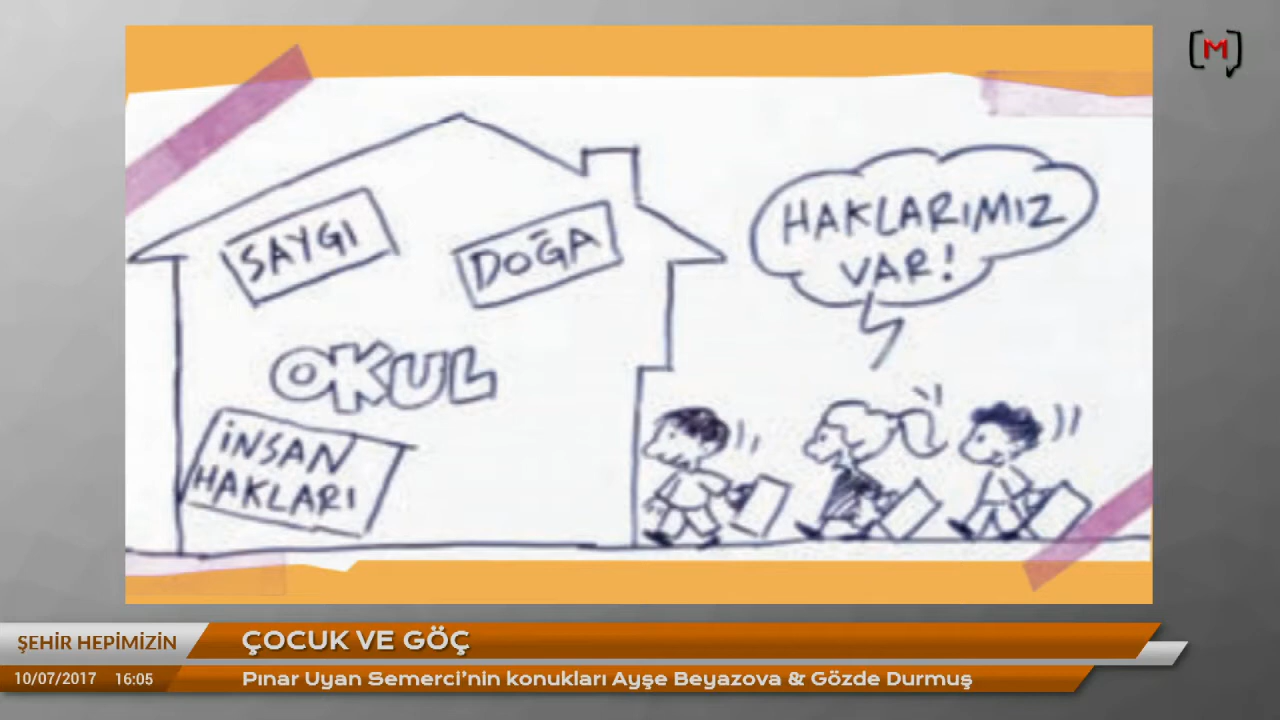 [M]
SAYGI
DOĞA
HAKLARIMIZ
VAR!
OKUL
İNSAN
HAKLARI
ŞEHİR HEPİMİZİN
ÇOCUK VE GÖÇ
10/07/2017 16:05
Pınar Uyan Semerci'nin konukları Ayşe Beyazova & Gözde Durmuş